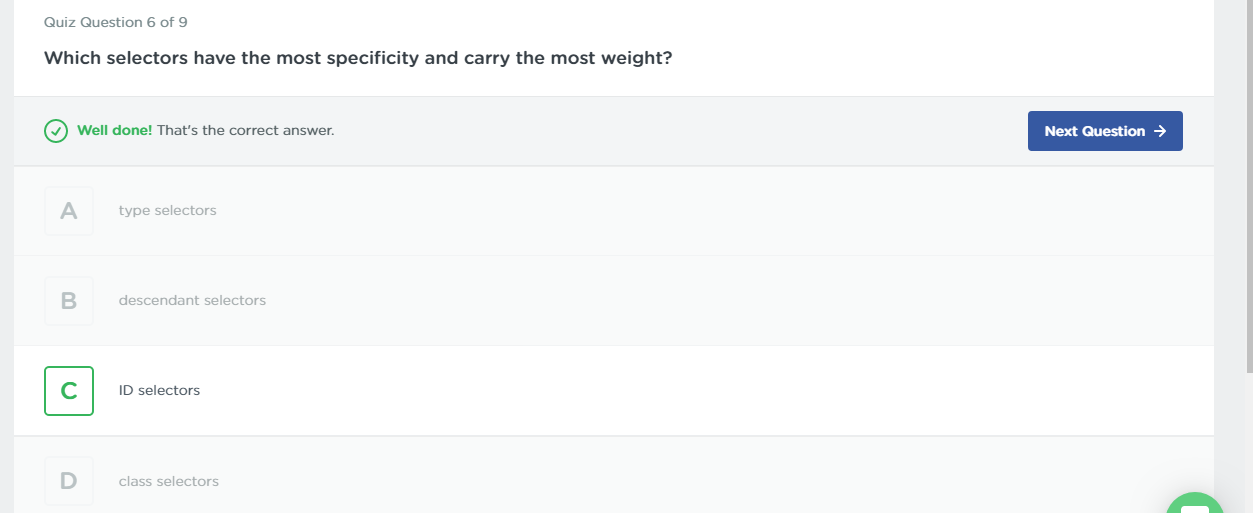 Quiz Question 6 of 9
Which selectors have the most specificity and carry the most weight?
Well done! That's the correct answer.
Next Question →
A type selectors
B descendant selectors
C ID selectors
D class selectors